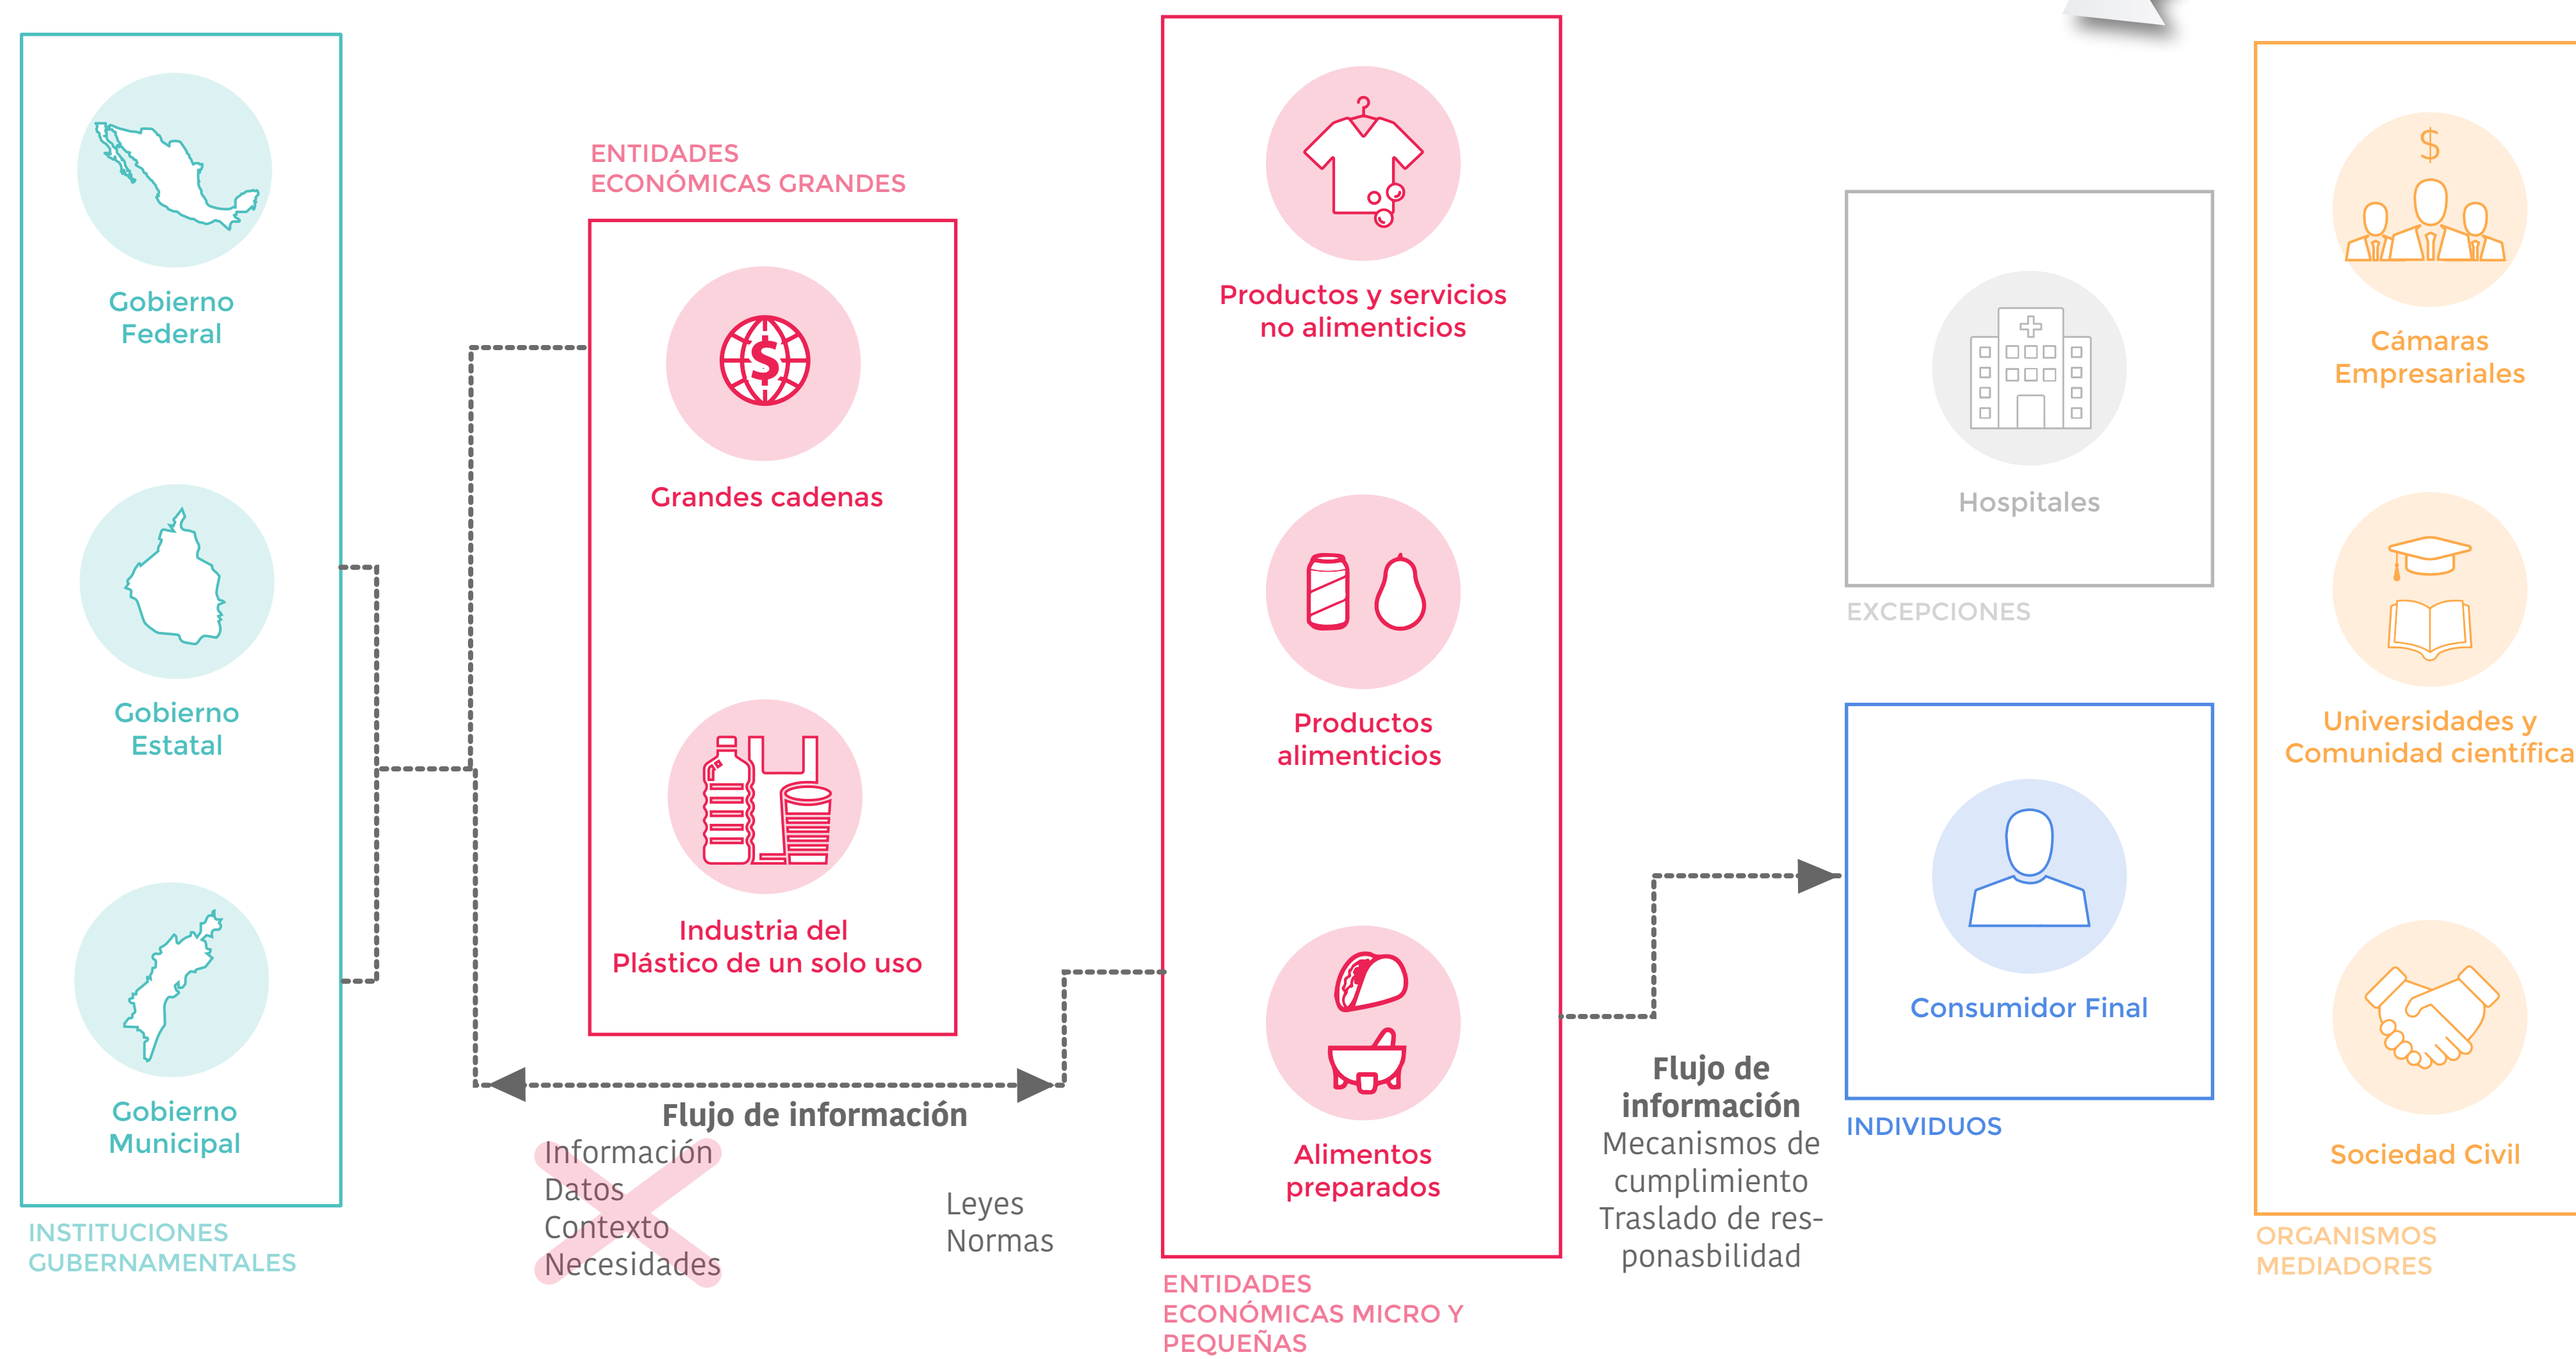 Gobierno
Federal
Gobierno
Estatal
Gobierno
Municipal
INSTITUCIONES
GUBERNAMENTALES
ENTIDADES
ECONÓMICAS GRANDES
$
Grandes cadenas
Industria del
Plástico de un solo uso
Flujo de información
Información
Datos
Contexto
Necesidades
Leyes
Normas
Productos y servicios
no alimenticios
Productos
alimenticios
Alimentos
preparados
ENTIDADES
ECONÓMICAS MICRO Y
PEQUEÑAS
Flujo de
información
Mecanismos de
cumplimiento
Traslado de res-
ponasbilidad
Hospitales
EXCEPCIONES
Consumidor Final
INDIVIDUOS
$
Cámaras
Empresariales
Universidades y
Comunidad científica
Sociedad Civil
ORGANISMOS
MEDIADORES